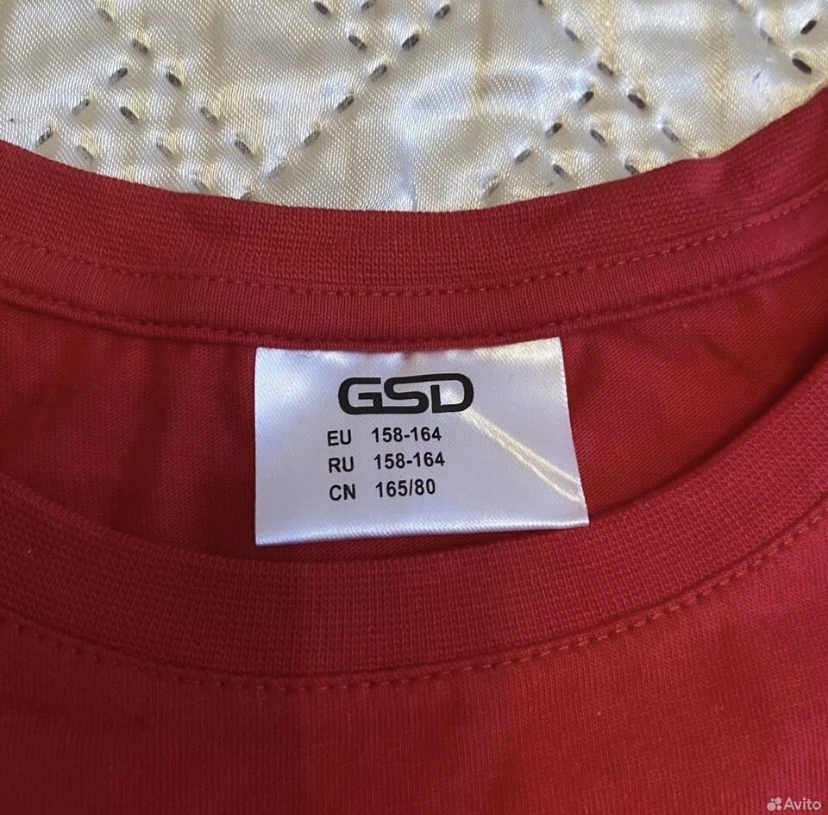 GSD
EU 158-164
RU 158-164
CN 165/80
Avito